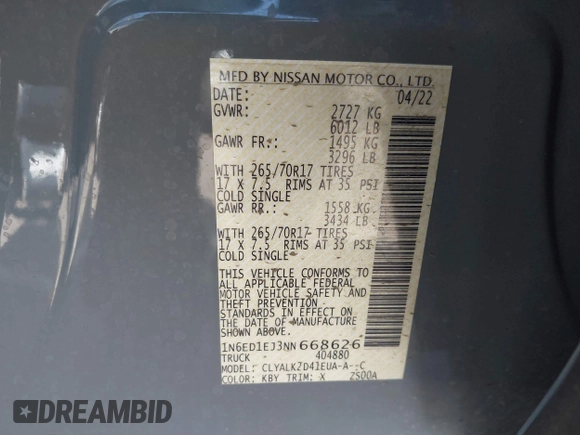 MFD BY NISSAN MOTOR CO., LTD.
DATE: 04/22
GVWR: 2727 KG
6012 LB
GAWR FR.: 1495 KG
3296 LB
WITH 265/70R17 TIRES
17 X 7.5 RIMS AT 35 PSI
COLD SINGLE
GAWR RR.: 1558 KG
3434 LB
WITH 265/70R17 TIRES
17 X 7.5 RIMS AT 35 PSI
COLD SINGLE
THIS VEHICLE CONFORMS TO
ALL APPLICABLE FEDERAL
MOTOR VEHICLE SAFETY AND
THEFT PREVENTION
STANDARDS IN EFFECT ON
THE DATE OF MANUFACTURE
SHOWN ABOVE.
1N6ED1EJ3NN668626
TRUCK 404880
MODEL: CLYALKZD41EUA-A--C
COLOR: KBY TRIM: X 2S00A
AUTOBIDMASTER